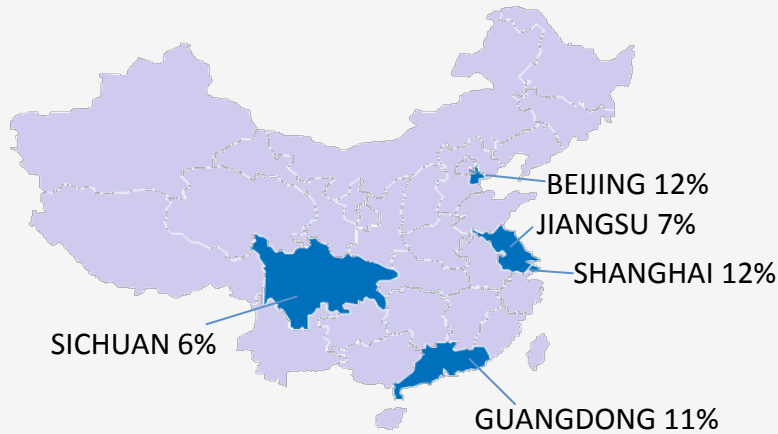 BEIJING 12%
JIANGSU 7%
SHANGHAI 12%
SICHUAN 6%
GUANGDONG 11%